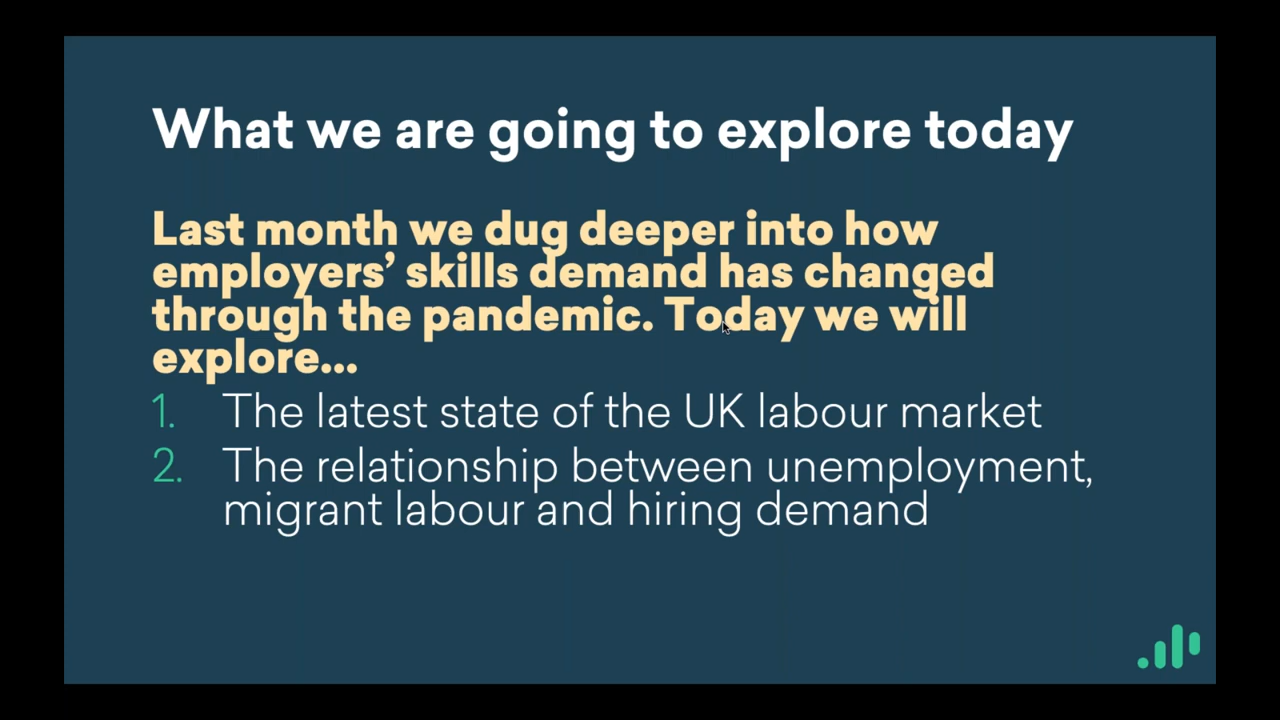 What we are going to explore today
Last month we dug deeper into how
employers’ skills demand has changed
through the pandemic. Today we will
explore...
1. The latest state of the UK labour market
2. The relationship between unemployment,
migrant labour and hiring demand